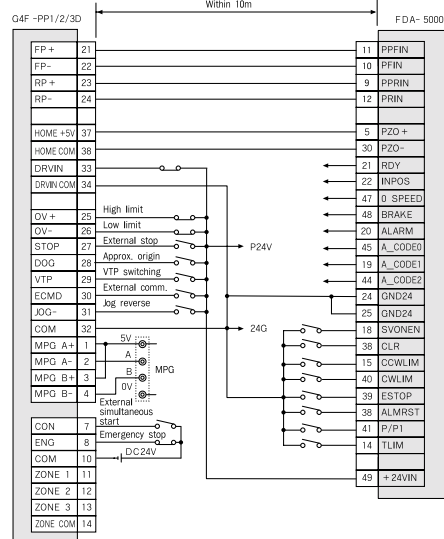 Within 10m
G4F -PP1/2/3D
FDA- 5000
FP + 21
FP- 22
RP + 23
RP- 24
HOME +5V 37
HOME COM 38
DRVIN 33
DRVIN COM 34
OV + 25 High limit
OV- 26 Low limit
STOP 27 External stop
DOG 28 Approx. origin
VTP 29 VTP switching
ECMD 30 External comm.
JOG- 31 Jog reverse
COM 32
P24V
24G
MPG A+ 1 5V
MPG A- 2 A
MPG B+ 3 B
MPG B- 4 0V
MPG
External
simultaneous
start
CON 7
Emergency stop
ENG 8
COM 10 DC24V
ZONE 1 11
ZONE 2 12
ZONE 3 13
ZONE COM 14
11 PPFIN
10 PFIN
9 PPRIN
12 PRIN
5 PZO +
30 PZO-
21 RDY
22 INPOS
47 0 SPEED
48 BRAKE
20 ALARM
45 A_CODE0
19 A_CODE1
44 A_CODE2
24 GND24
25 GND24
18 SVONEN
38 CLR
15 CCWLIM
40 CWLIM
39 ESTOP
38 ALMRST
41 P/P1
14 TLIM
49 +24VIN